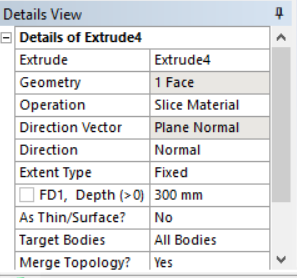 Details View
Details of Extrude4
Extrude Extrude4
Geometry 1 Face
Operation Slice Material
Direction Vector Plane Normal
Direction Normal
Extent Type Fixed
FD1, Depth (>0) 300 mm
As Thin/Surface? No
Target Bodies All Bodies
Merge Topology? Yes